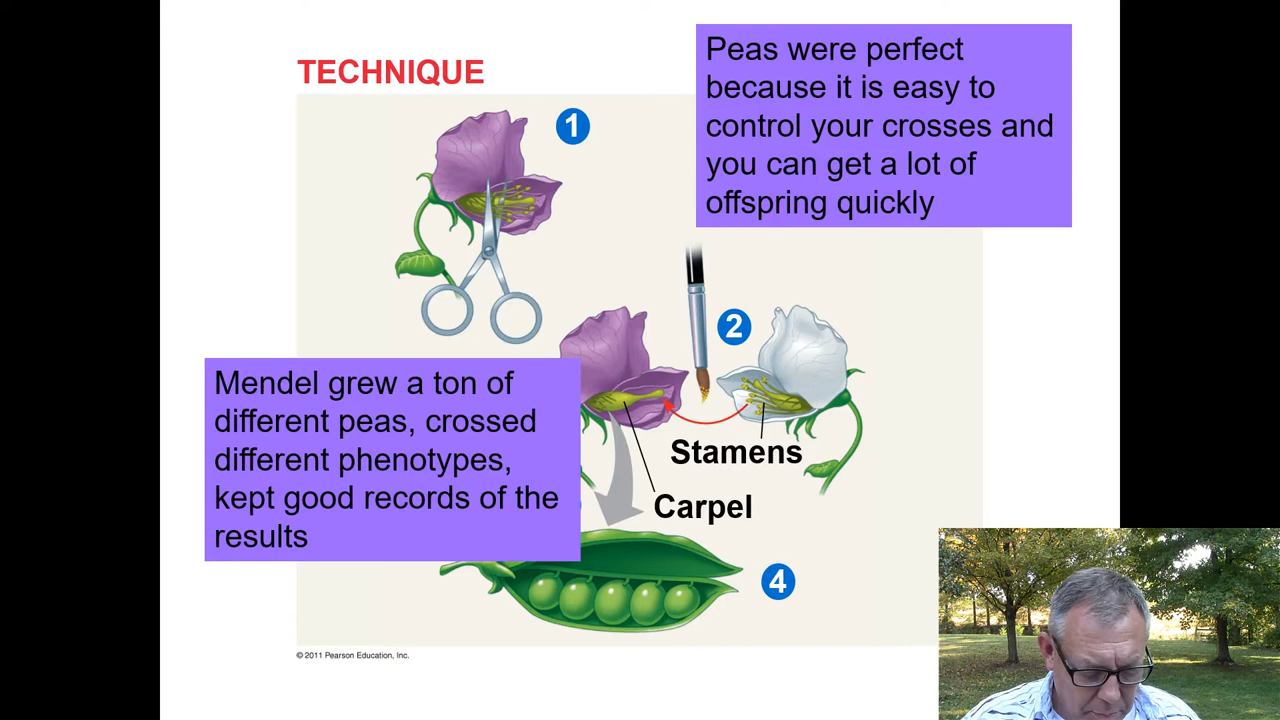 TECHNIQUE
1
Peas were perfect
because it is easy to
control your crosses and
you can get a lot of
offspring quickly
2
Mendel grew a ton of
different peas, crossed
different phenotypes,
kept good records of the
results
Stamens
Carpel
4
© 2011 Pearson Education, Inc.